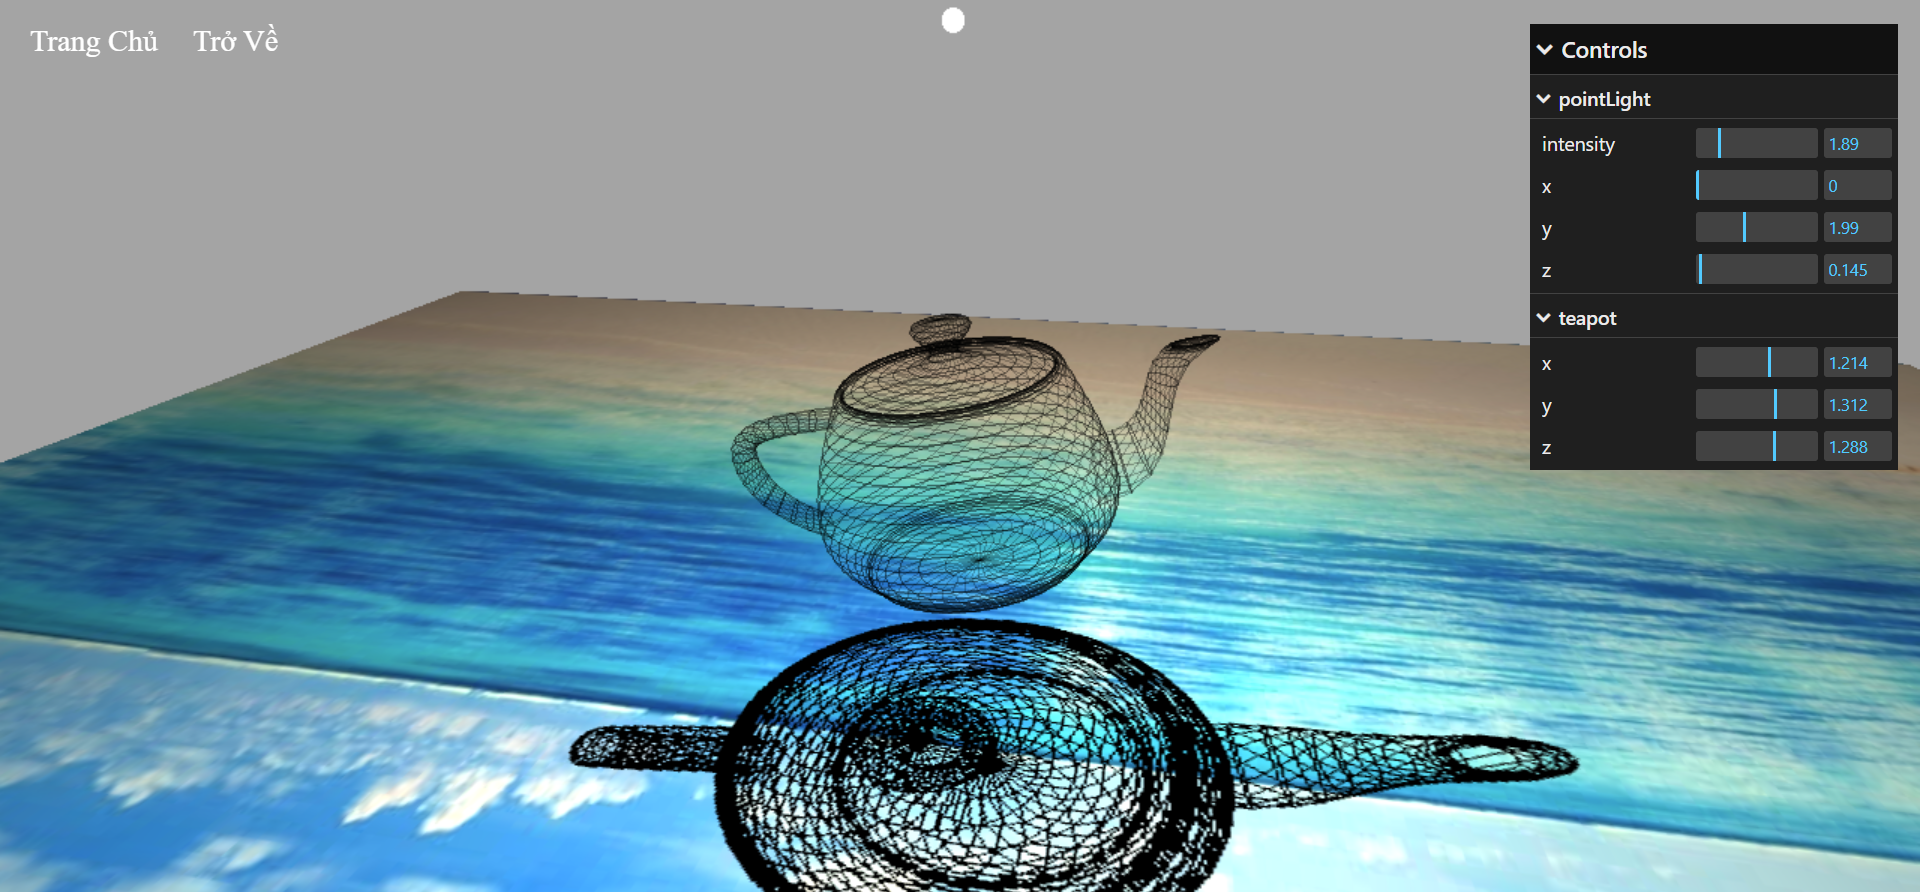 Trang Chủ Trở Về
Controls
pointLight
intensity 1.89
x 0
y 1.99
z 0.145
teapot
x 1.214
y 1.312
z 1.288